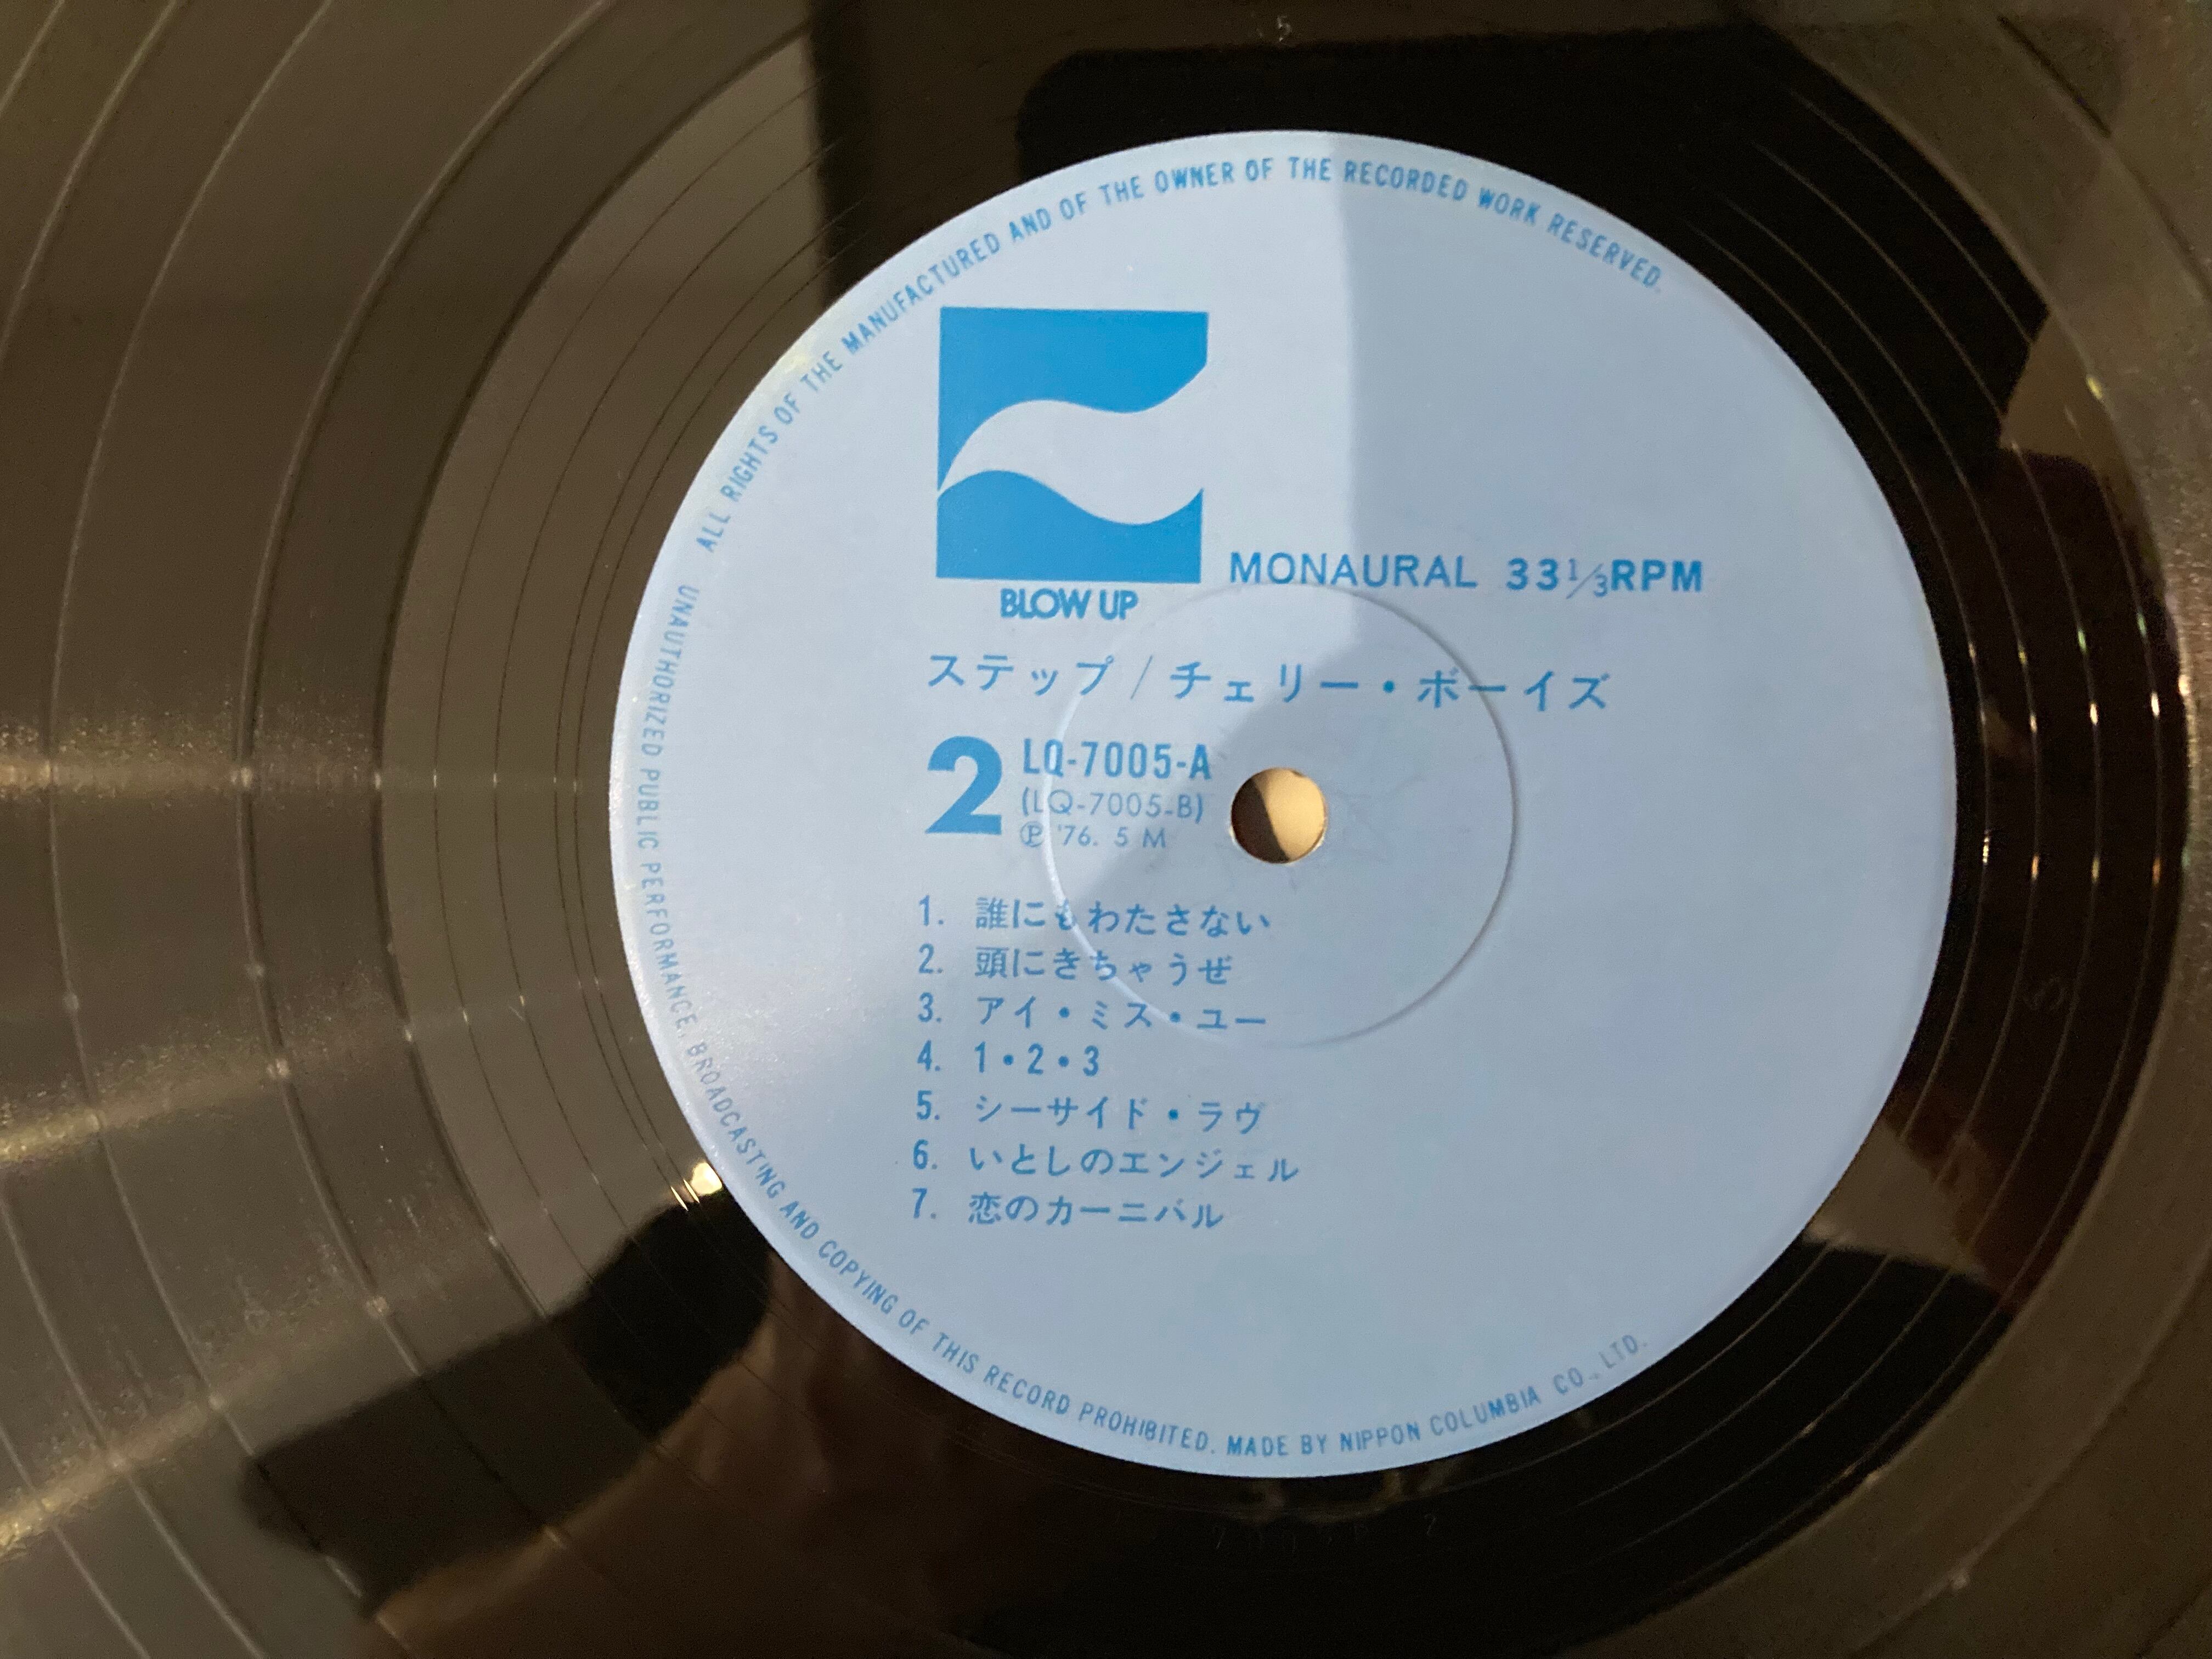 ALL RIGHTS OF THE MANUFACTURED AND OF THE OWNER OF THE RECORDED WORK RESERVED.
BLOW UP
MONAURAL 33 1/3 RPM
ステップ / チェリー・ボーイズ
2
LQ-7005-A
(LQ-7005-B)
Ⓟ '76. 5 M
1. 誰にもわたさない
2. 頭にきちゃうぜ
3. アイ・ミス・ユー
4. 1・2・3
5. シーサイド・ラヴ
6. いとしのエンジェル
7. 恋のカーニバル
UNAUTHORIZED PUBLIC PERFORMANCE, BROADCASTING AND COPYING OF THIS RECORD PROHIBITED. MADE BY NIPPON COLUMBIA CO., LTD.